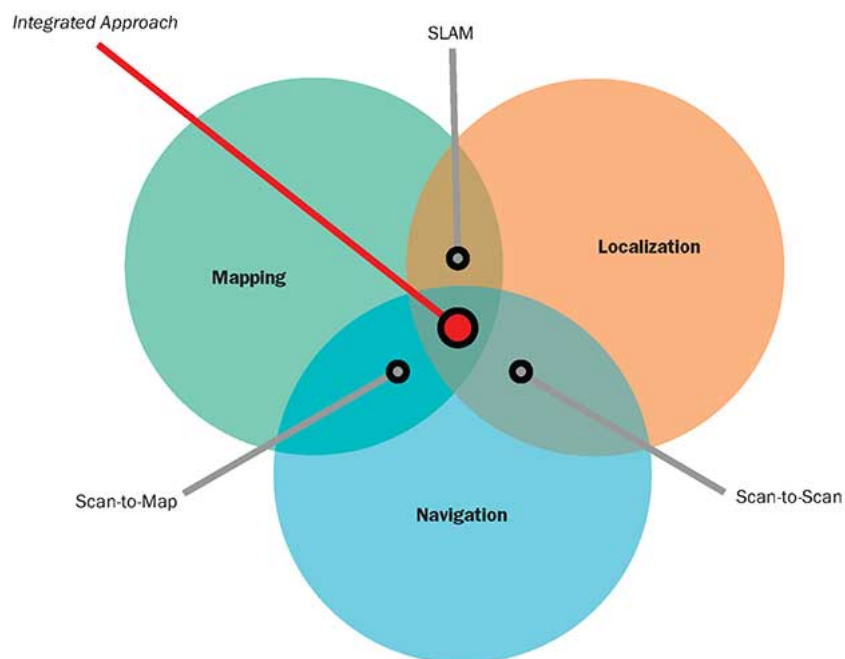 Integrated Approach
SLAM
Mapping
Localization
Scan-to-Map
Scan-to-Scan
Navigation